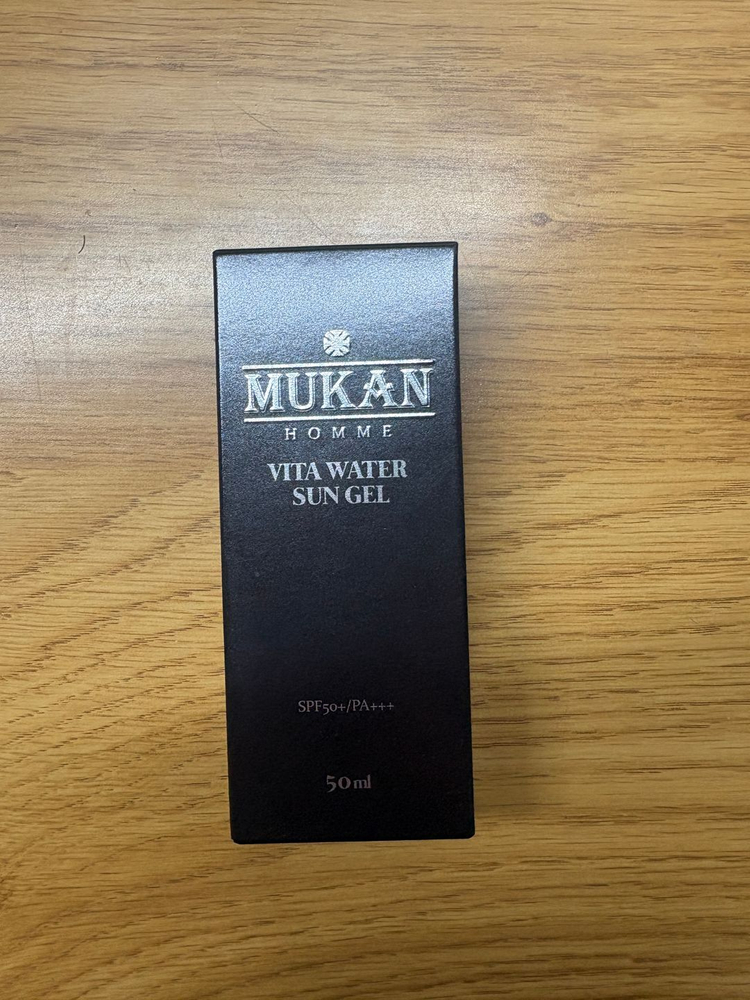 MUKAN
HOMME
VITA WATER
SUN GEL
SPF50+/PA+++
50ml